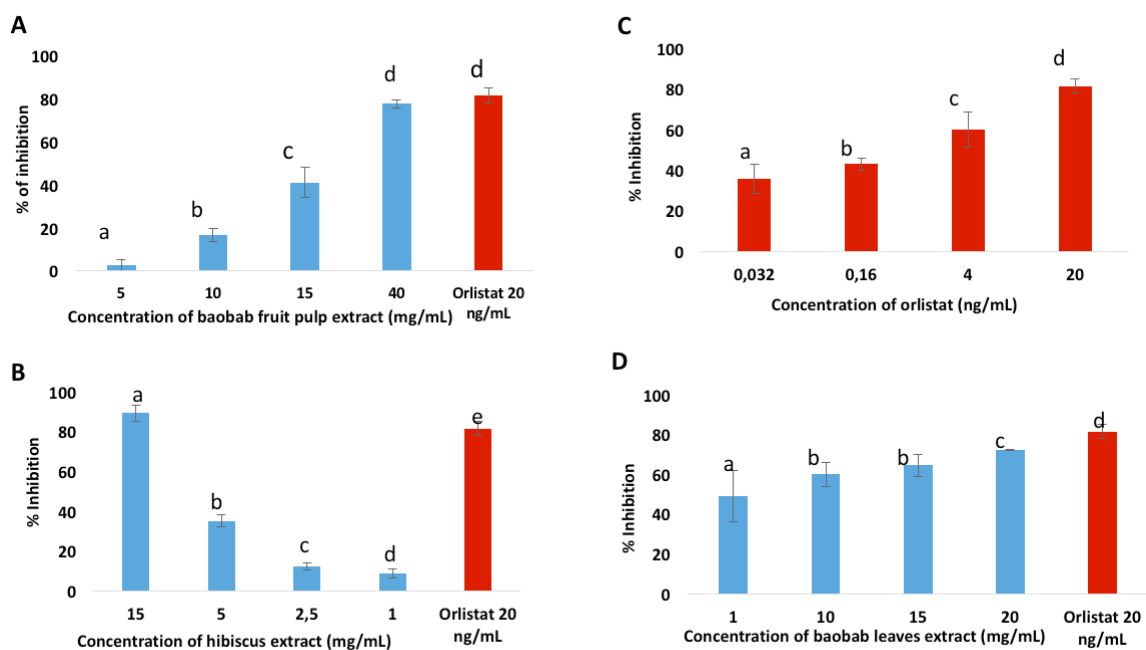 A
% of inhibition
100
80
60
40
20
0
a
b
c
d
d
5 10 15 40 Orlistat 20
ng/mL
Concentration of baobab fruit pulp extract (mg/mL)
C
% Inhibition
100
80
60
40
20
0
a
b
c
d
0,032 0,16 4 20
Concentration of orlistat (ng/mL)
B
% Inhibition
100
80
60
40
20
0
a
b
c
d
e
15 5 2,5 1 Orlistat 20
ng/mL
Concentration of hibiscus extract (mg/mL)
D
% Inhibition
100
80
60
40
20
0
a
b
b
c
d
1 10 15 20 Orlistat 20
ng/mL
Concentration of baobab leaves extract (mg/mL)